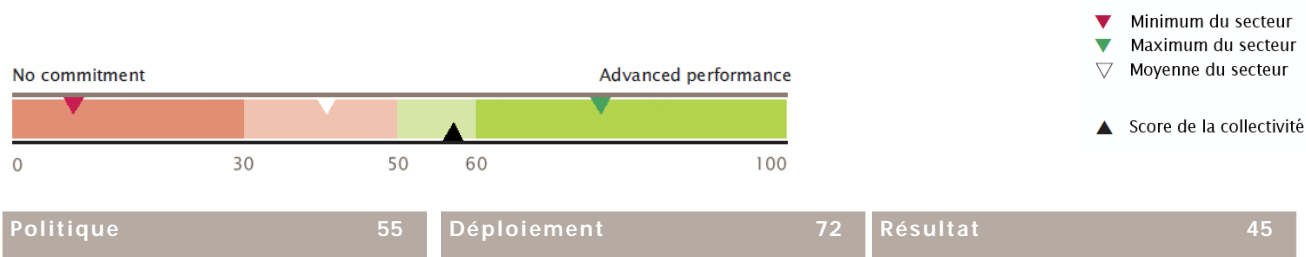 Minimum du secteur
Maximum du secteur
Moyenne du secteur
No commitment Advanced performance
Score de la collectivité
0 30 50 60 100
Politique 55 Déploiement 72 Résultat 45